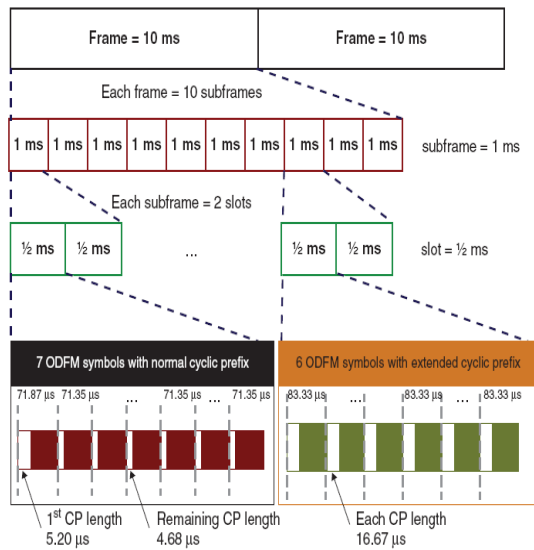 Frame = 10 ms Frame = 10 ms
Each frame = 10 subframes
1 ms 1 ms 1 ms 1 ms 1 ms 1 ms 1 ms 1 ms 1 ms 1 ms subframe = 1 ms
Each subframe = 2 slots
½ ms ½ ms ... ½ ms ½ ms slot = ½ ms
7 ODFM symbols with normal cyclic prefix
6 ODFM symbols with extended cyclic prefix
71.87 µs 71.35 µs ... 71.35 µs ... 71.35 µs
83.33 µs ... 83.33 µs ... 83.33 µs
1st CP length
5.20 µs
Remaining CP length
4.68 µs
Each CP length
16.67 µs